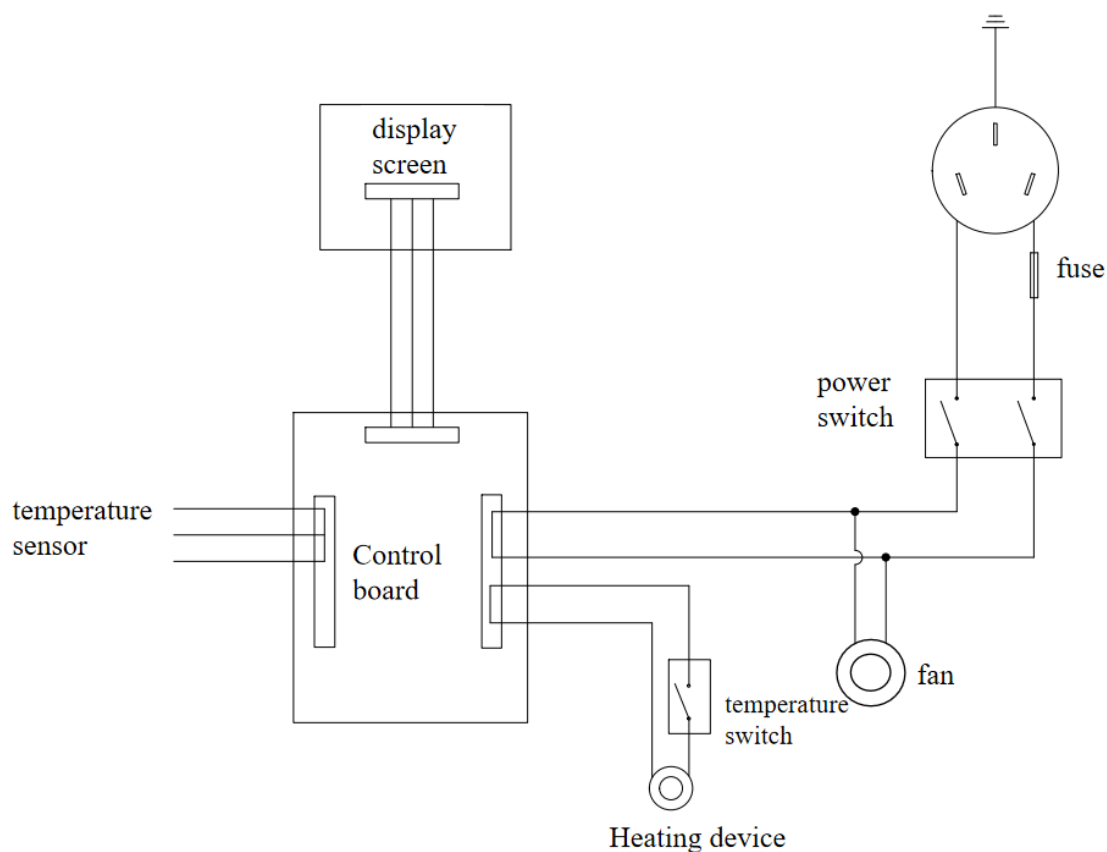 display
screen
fuse
power
switch
temperature
sensor
Control
board
fan
temperature
switch
Heating device